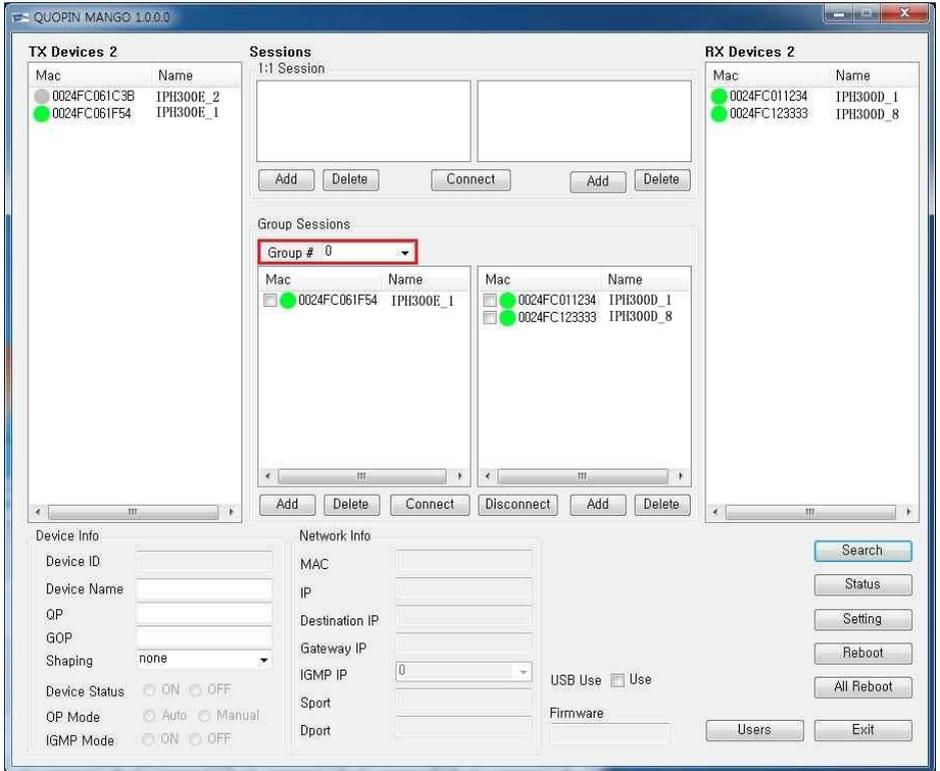 QUOPIN MANGO 1.0.0.0
TX Devices 2
Mac Name
0024FC061C3B IPH300E_2
0024FC061F54 IPH300E_1
Sessions
1:1 Session
Add Delete Connect Add Delete
Group Sessions
Group # 0
Mac Name
0024FC061F54 IPH300E_1
Mac Name
0024FC011234 IPH300D_1
0024FC123333 IPH300D_8
Add Delete Connect Disconnect Add Delete
RX Devices 2
Mac Name
0024FC011234 IPH300D_1
0024FC123333 IPH300D_8
Device Info
Device ID
Device Name
QP
GOP
Shaping none
Device Status ON OFF
OP Mode Auto Manual
IGMP Mode ON OFF
Network Info
MAC
IP
Destination IP
Gateway IP
IGMP IP 0
Sport
Dport
USB Use Use
Firmware
Search
Status
Setting
Reboot
All Reboot
Users Exit